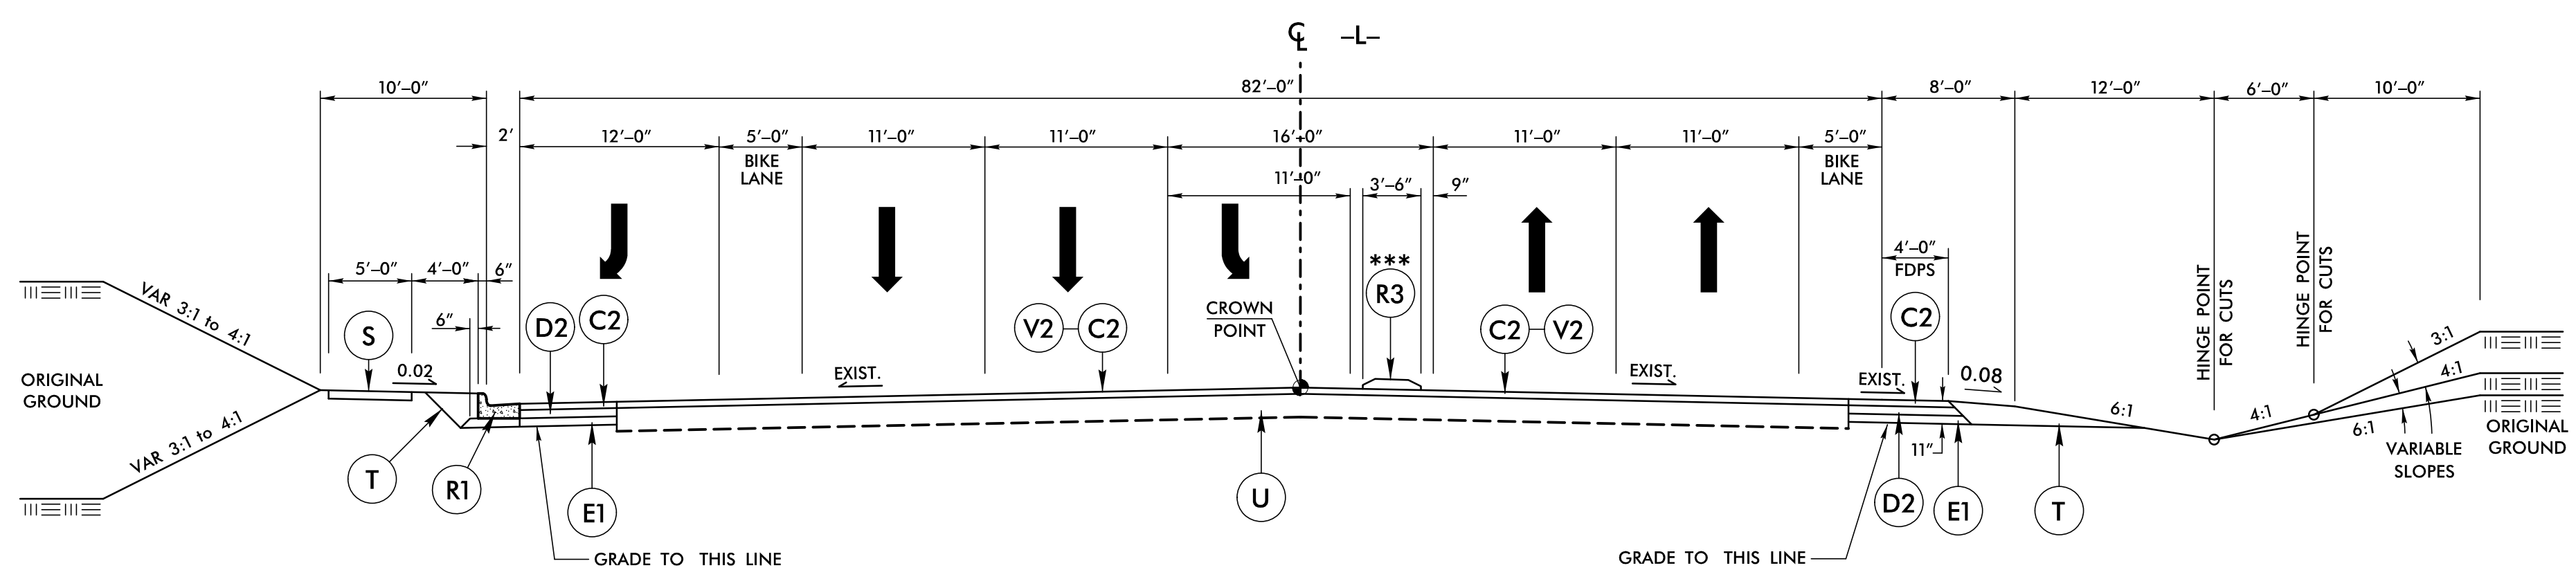 ℄ –L–
10'–0" 82'–0" 8'–0" 12'–0" 6'–0" 10'–0"
2' 12'–0" 5'–0" 11'–0" 11'–0" 16'–0" 11'–0" 11'–0" 5'–0"
BIKE
LANE
BIKE
LANE
11'–0" 3'–6" 9"
5'–0" 4'–0" 6"
4'–0"
FDPS
***
R3
HINGE POINT
FOR CUTS
HINGE POINT
FOR CUTS
VAR 3:1 to 4:1
S
6"
D2
C2
V2
C2
CROWN
POINT
C2
V2
C2
0.02
EXIST.
EXIST.
EXIST.
0.08
3:1
4:1
ORIGINAL
GROUND
6:1
4:1
6:1
VAR 3:1 to 4:1
ORIGINAL
GROUND
VARIABLE
SLOPES
11"
T
R1
E1
U
D2
E1
T
GRADE TO THIS LINE
GRADE TO THIS LINE